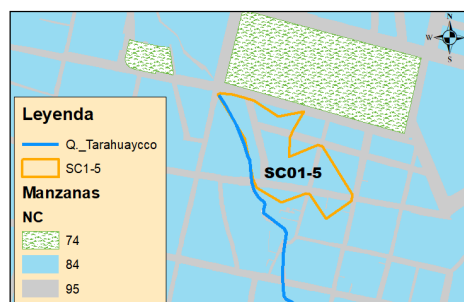 N
W
E
S
Leyenda
Q._Tarahuaycco
SC1-5
Manzanas
NC
74
84
95
SC01-5